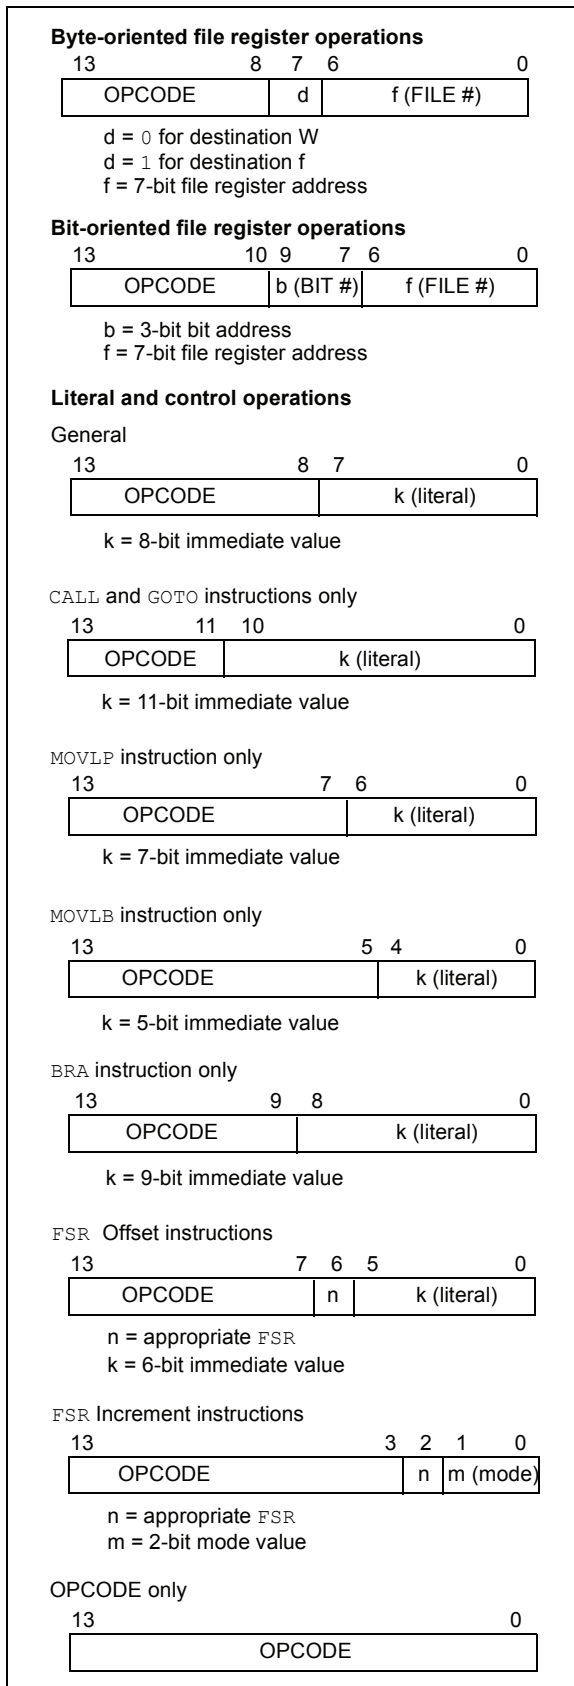 Byte-oriented file register operations
13 8 7 6 0
OPCODE d f (FILE #)
d = 0 for destination W
d = 1 for destination f
f = 7-bit file register address
Bit-oriented file register operations
13 10 9 7 6 0
OPCODE b (BIT #) f (FILE #)
b = 3-bit bit address
f = 7-bit file register address
Literal and control operations
General
13 8 7 0
OPCODE k (literal)
k = 8-bit immediate value
CALL and GOTO instructions only
13 11 10 0
OPCODE k (literal)
k = 11-bit immediate value
MOVLP instruction only
13 7 6 0
OPCODE k (literal)
k = 7-bit immediate value
MOVLB instruction only
13 5 4 0
OPCODE k (literal)
k = 5-bit immediate value
BRA instruction only
13 9 8 0
OPCODE k (literal)
k = 9-bit immediate value
FSR Offset instructions
13 7 6 5 0
OPCODE n k (literal)
n = appropriate FSR
k = 6-bit immediate value
FSR Increment instructions
13 3 2 1 0
OPCODE n m (mode)
n = appropriate FSR
m = 2-bit mode value
OPCODE only
13 0
OPCODE